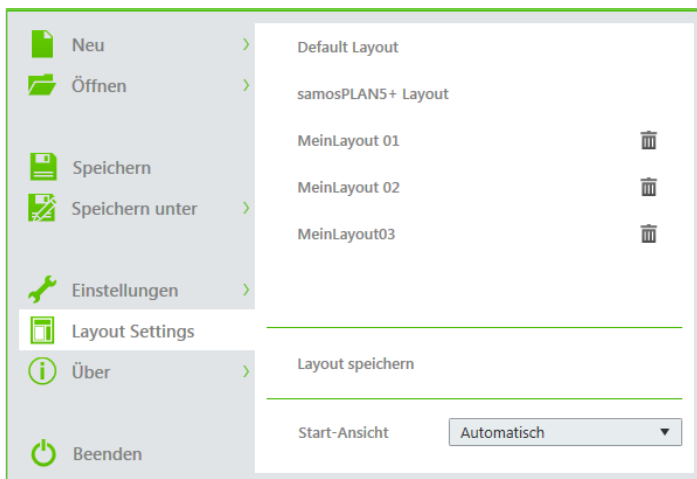 Neu
Öffnen
Speichern
Speichern unter
Einstellungen
Layout Settings
Über
Beenden
Default Layout
samosPLAN5+ Layout
MeinLayout 01
MeinLayout 02
MeinLayout03
Layout speichern
Start-Ansicht Automatisch